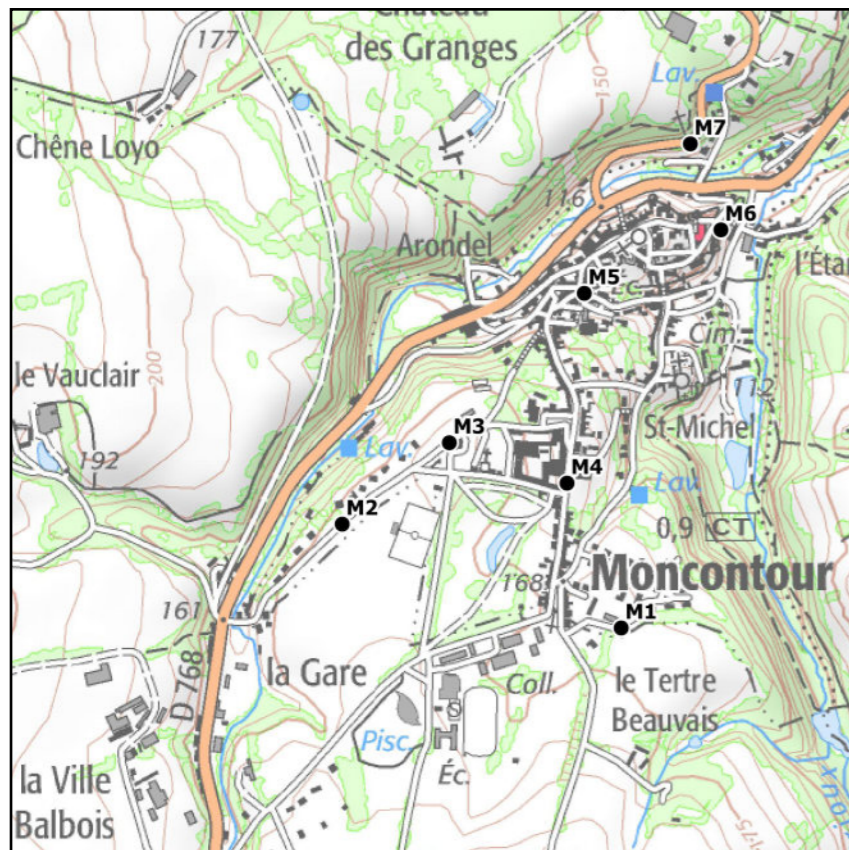 Château
des Granges
177
150
Lav.
M7
Chêne Loyo
116
M6
Arondel
l'Étan
M5
Cim.
le Vauclair
200
112
St-Michel
M3
Lav.
192
M4
Lav.
M2
0,9 CT
168
Moncontour
161
M1
D 768
la Gare
Coll.
le Tertre
Beauvais
Pisc.
Éc.
la Ville
Balbois
175